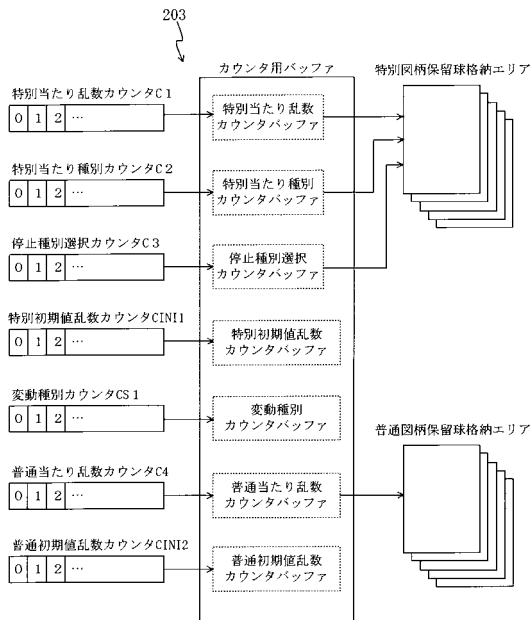 203
カウンタ用バッファ
特別図柄保留球格納エリア
特別当たり乱数カウンタC1
0 1 2 …
特別当たり乱数
カウンタバッファ
特別当たり種別カウンタC2
0 1 2 …
特別当たり種別
カウンタバッファ
停止種別選択カウンタC3
0 1 2 …
停止種別選択
カウンタバッファ
特別初期値乱数カウンタCINI1
0 1 2 …
特別初期値乱数
カウンタバッファ
変動種別カウンタCS1
0 1 2 …
変動種別
カウンタバッファ
普通図柄保留球格納エリア
普通当たり乱数カウンタC4
0 1 2 …
普通当たり乱数
カウンタバッファ
普通初期値乱数カウンタCINI2
0 1 2 …
普通初期値乱数
カウンタバッファ